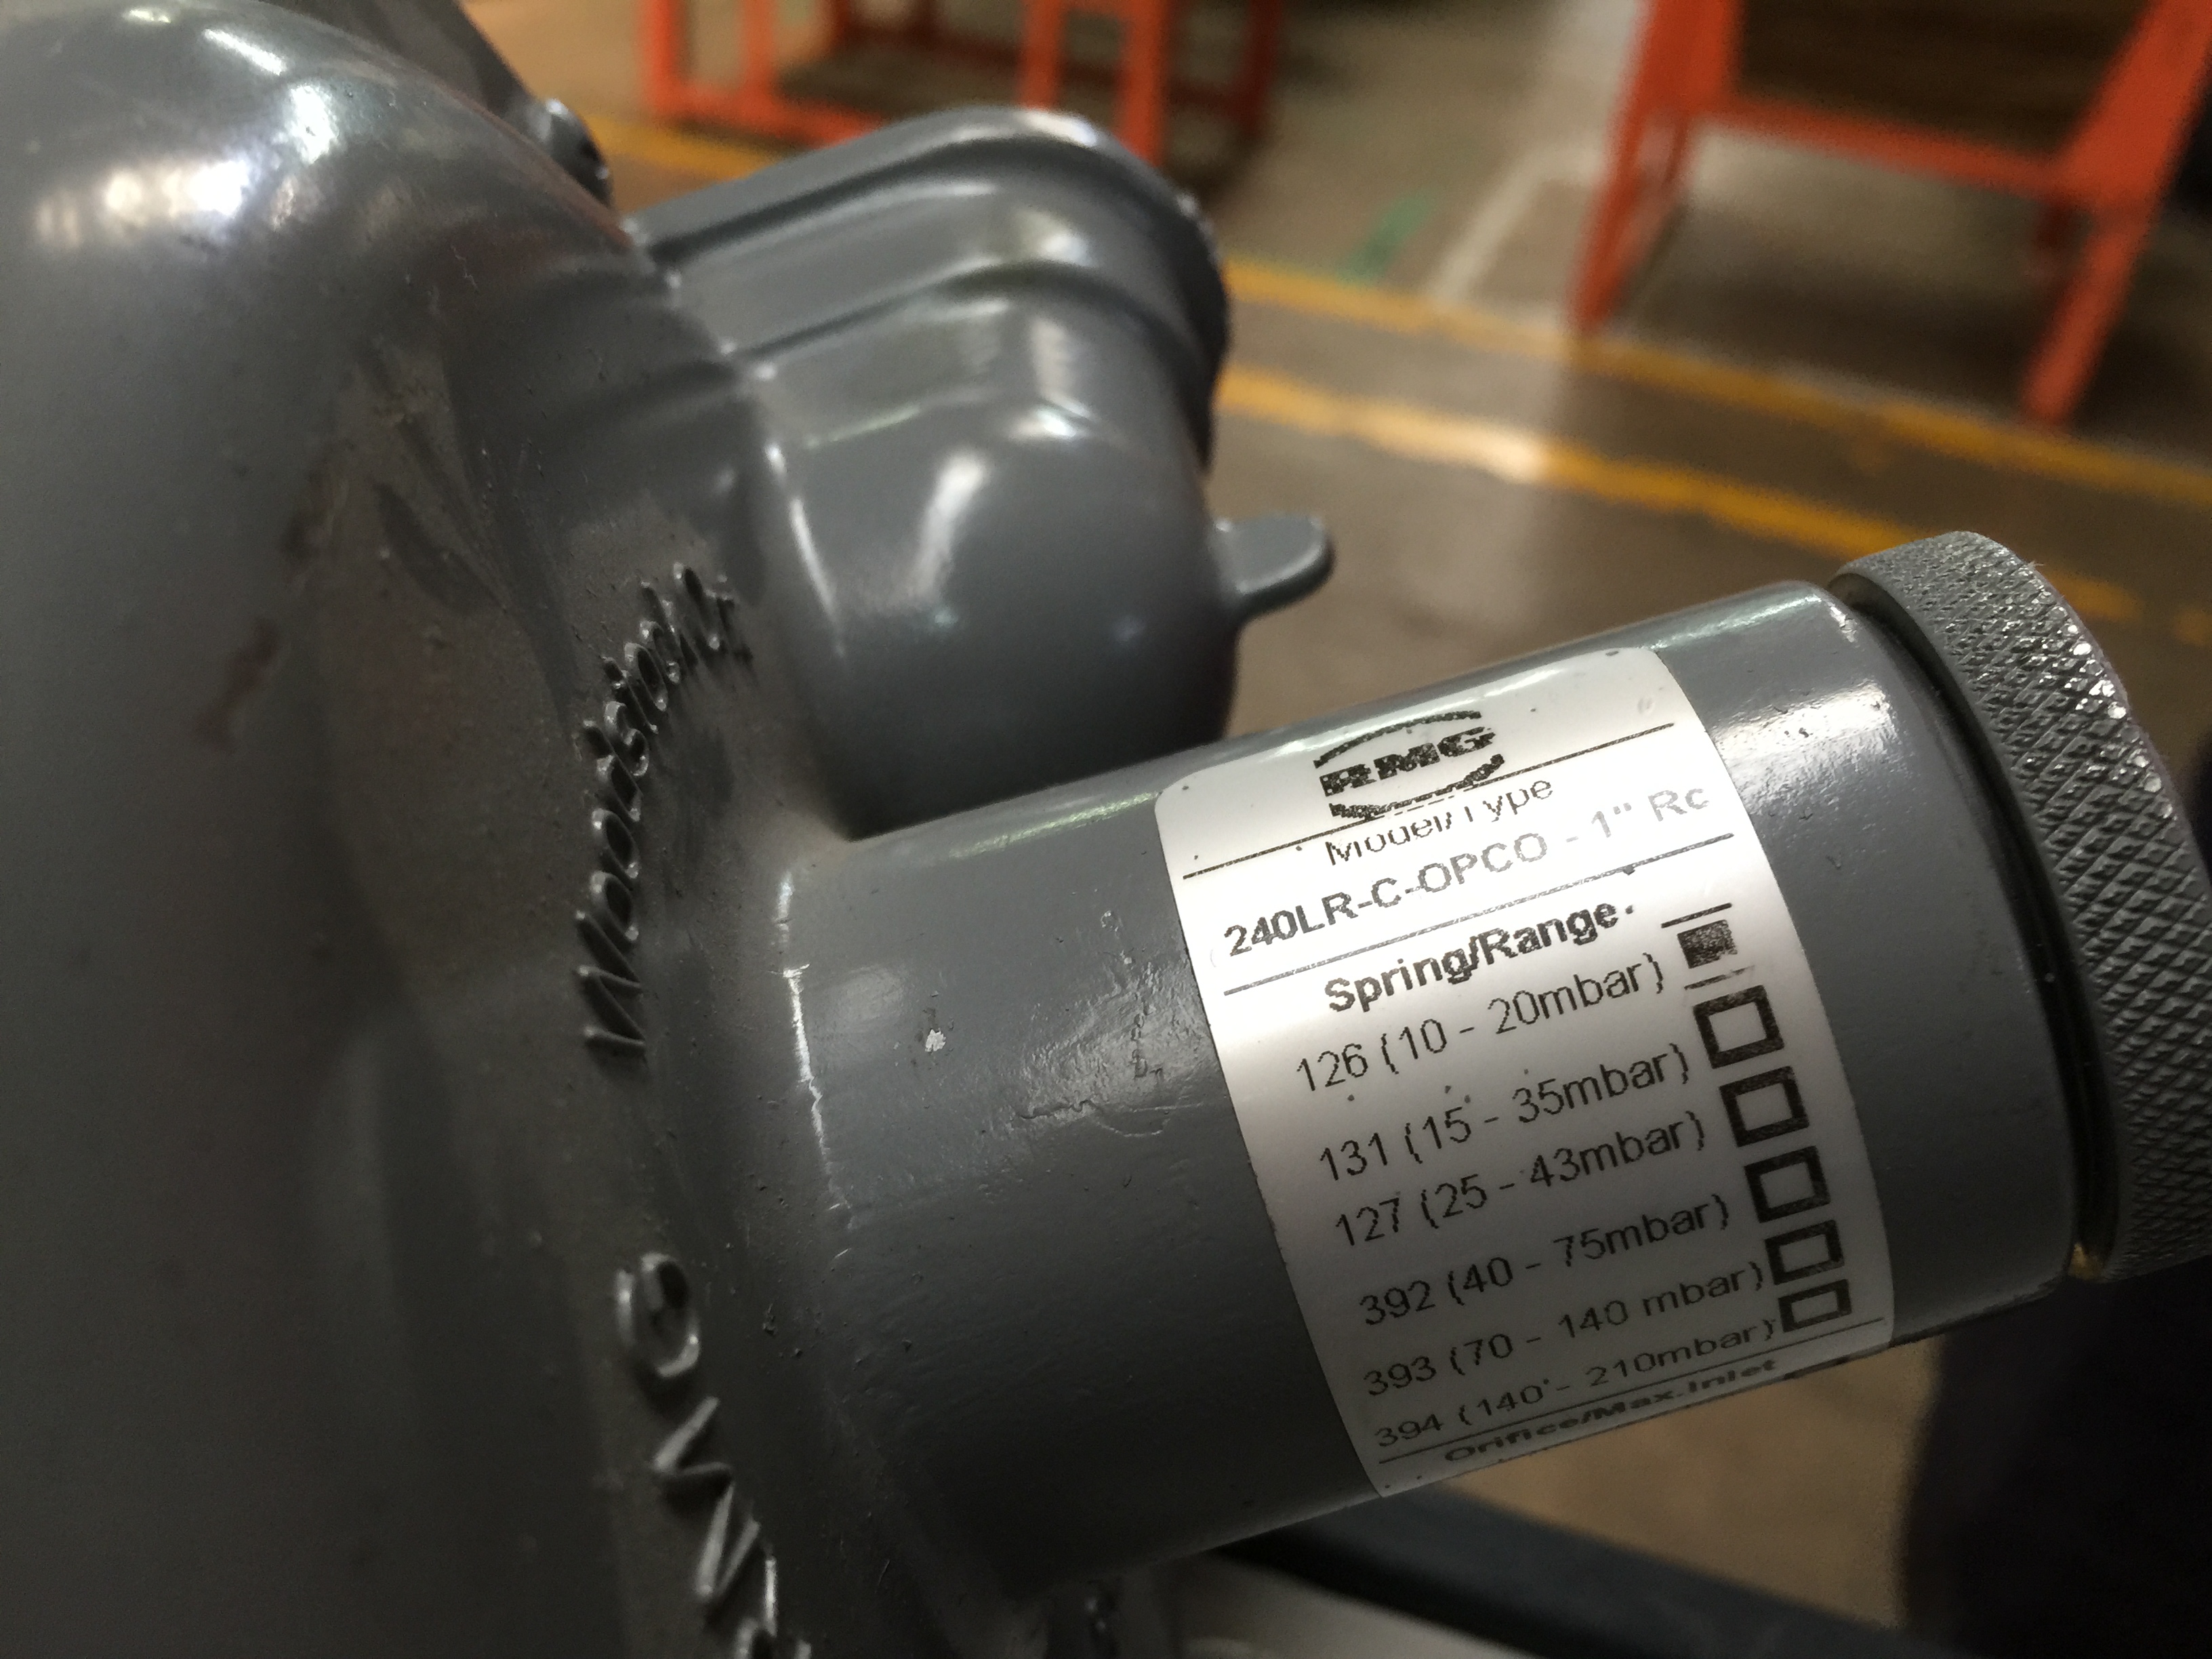 RMG
Model/Type
240LR-C-OPCO - 1" Rc
Spring/Range.
126 (10 - 20mbar)
131 (15 - 35mbar)
127 (25 - 43mbar)
392 (40 - 75mbar)
393 (70 - 140 mbar)
394 (140 - 210mbar)
Orifice/Max.Inlet